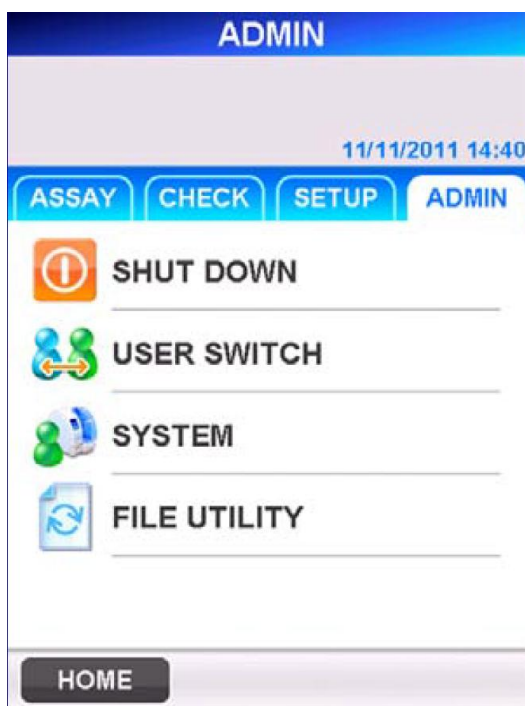 ADMIN
11/11/2011 14:40
ASSAY CHECK SETUP ADMIN
SHUT DOWN
USER SWITCH
SYSTEM
FILE UTILITY
HOME